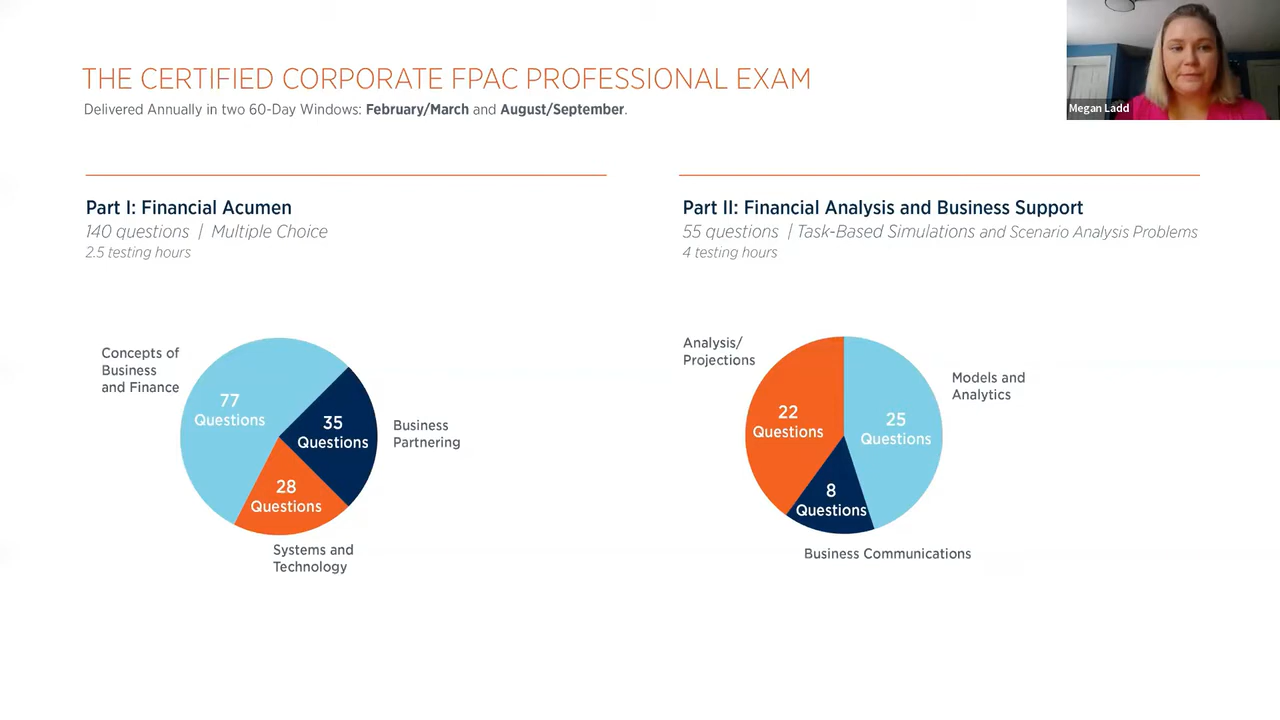 THE CERTIFIED CORPORATE FPAC PROFESSIONAL EXAM
Delivered Annually in two 60-Day Windows: February/March and August/September.
Megan Ladd
Part I: Financial Acumen
140 questions | Multiple Choice
2.5 testing hours
Concepts of
Business
and Finance
77
Questions
35
Questions
Business
Partnering
28
Questions
Systems and
Technology
Part II: Financial Analysis and Business Support
55 questions | Task-Based Simulations and Scenario Analysis Problems
4 testing hours
Analysis/
Projections
22
Questions
25
Questions
Models and
Analytics
8
Questions
Business Communications